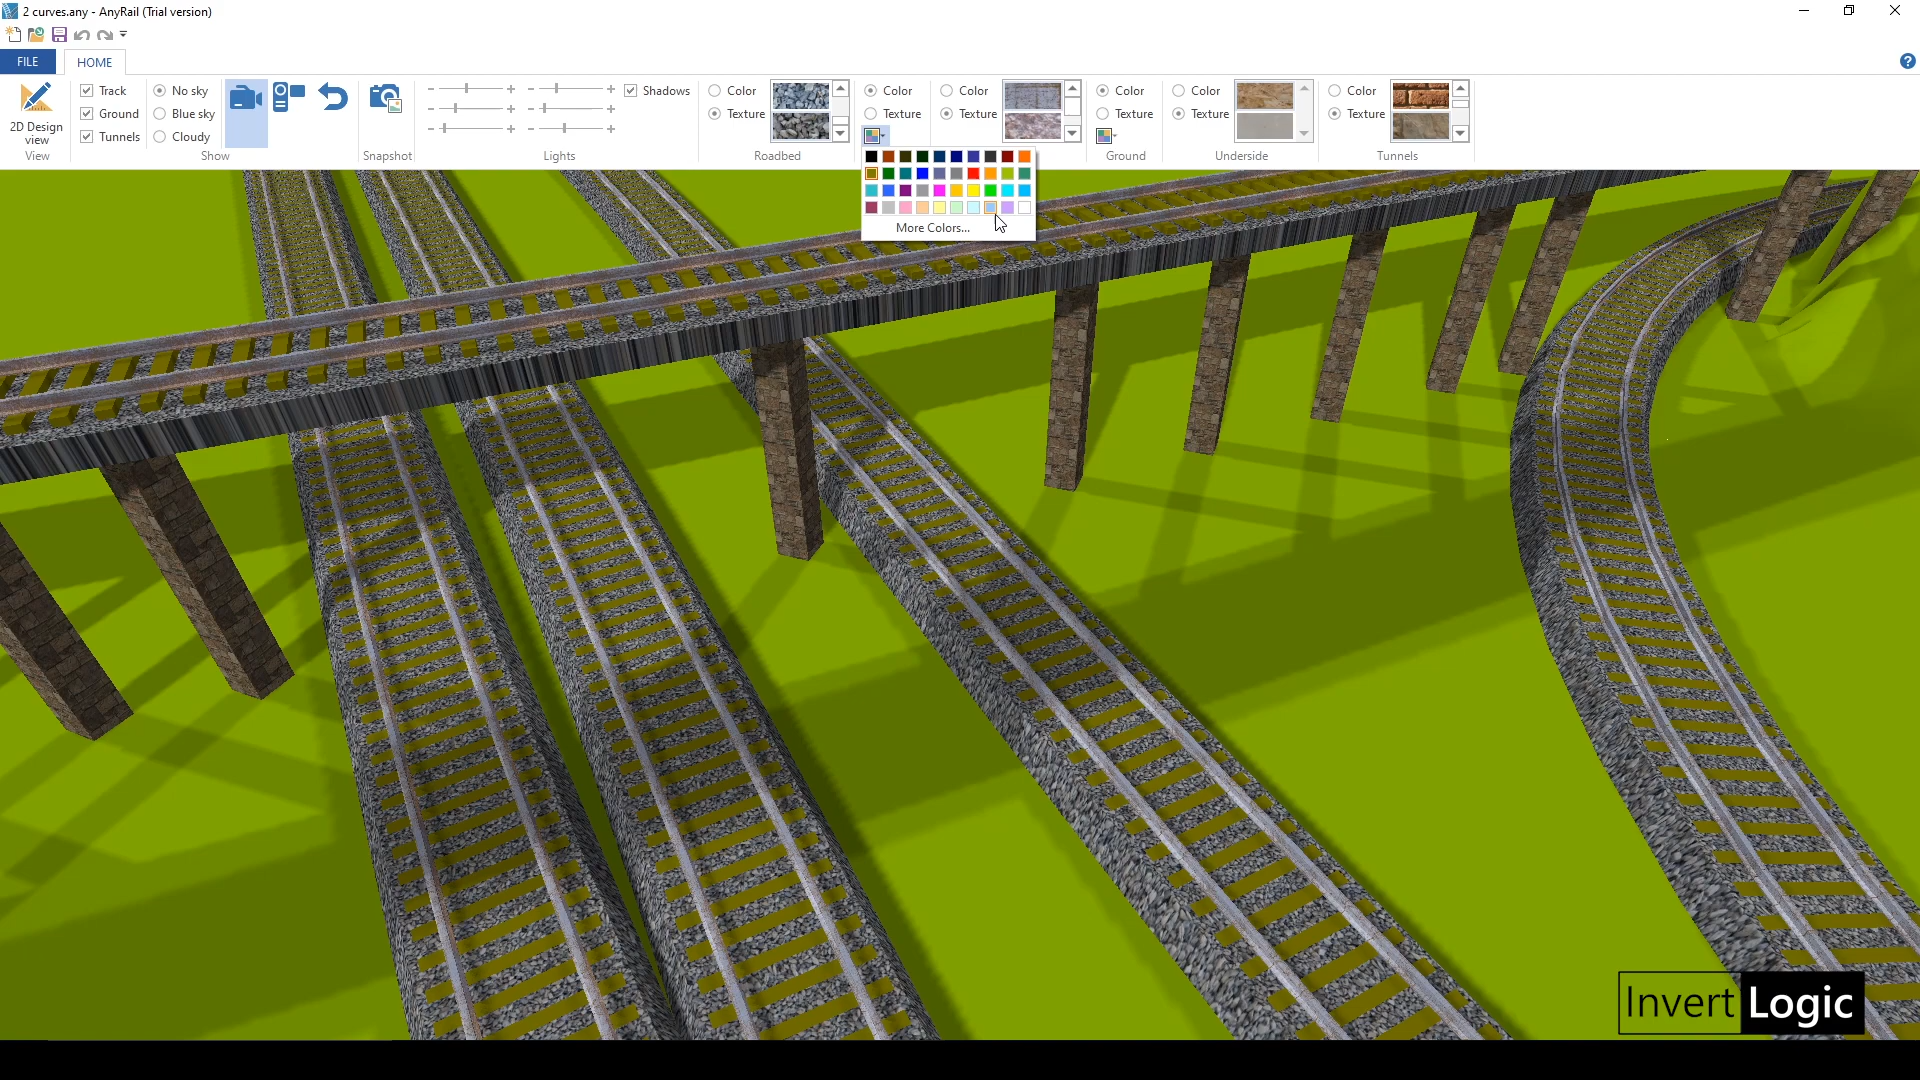 2 curves.any - AnyRail (Trial version)
FILE
HOME
?
2D Design
view
View
Track
Ground
Tunnels
No sky
Blue sky
Cloudy
Show
Snapshot
Shadows
Lights
Color
Texture
Roadbed
Color
Texture
More Colors...
Color
Texture
Color
Texture
Ground
Color
Texture
Underside
Color
Texture
Tunnels
Invert Logic